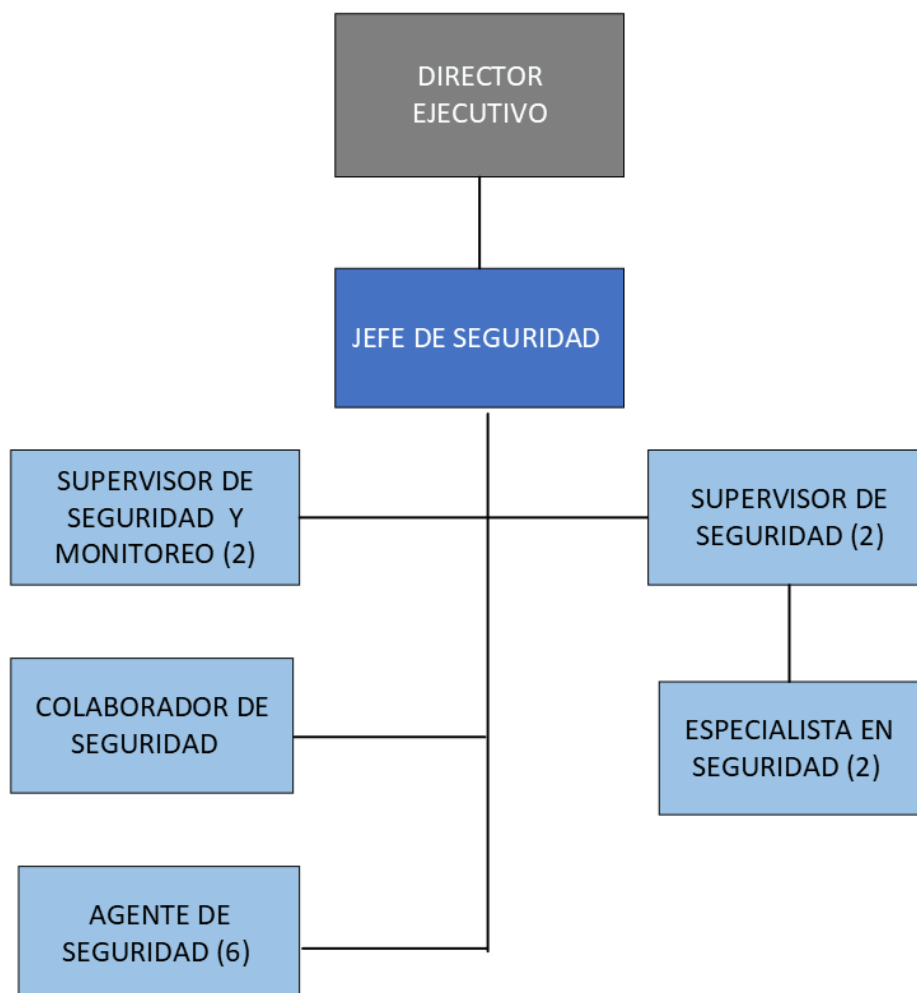 DIRECTOR
EJECUTIVO
JEFE DE SEGURIDAD
SUPERVISOR DE
SEGURIDAD Y
MONITOREO (2)
SUPERVISOR DE
SEGURIDAD (2)
COLABORADOR DE
SEGURIDAD
ESPECIALISTA EN
SEGURIDAD (2)
AGENTE DE
SEGURIDAD (6)